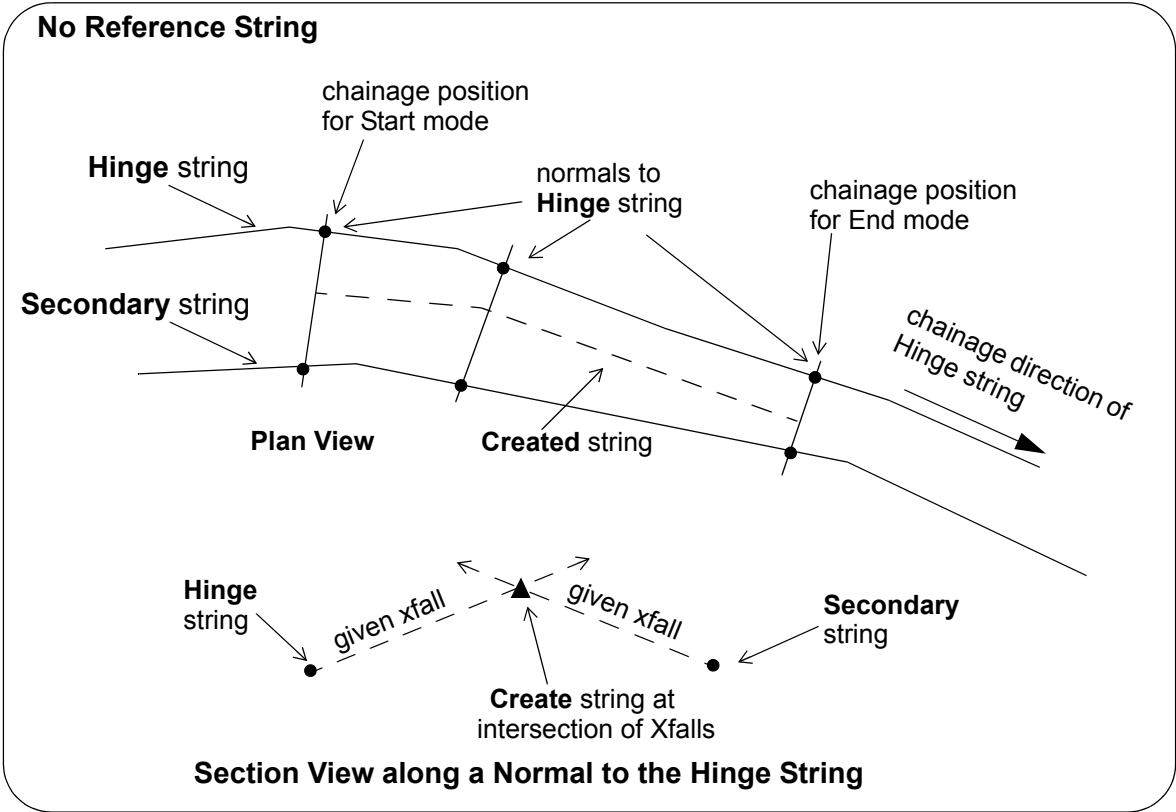 No Reference String
chainage position
for Start mode
Hinge string
normals to
Hinge string
chainage position
for End mode
Secondary string
chainage direction of
Hinge string
Plan View
Created string
Hinge
string
given xfall
given xfall
Secondary
string
Create string at
intersection of Xfalls
Section View along a Normal to the Hinge String